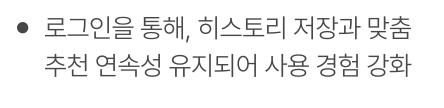 • 로그인을 통해, 히스토리 저장과 맞춤
추천 연속성 유지되어 사용 경험 강화